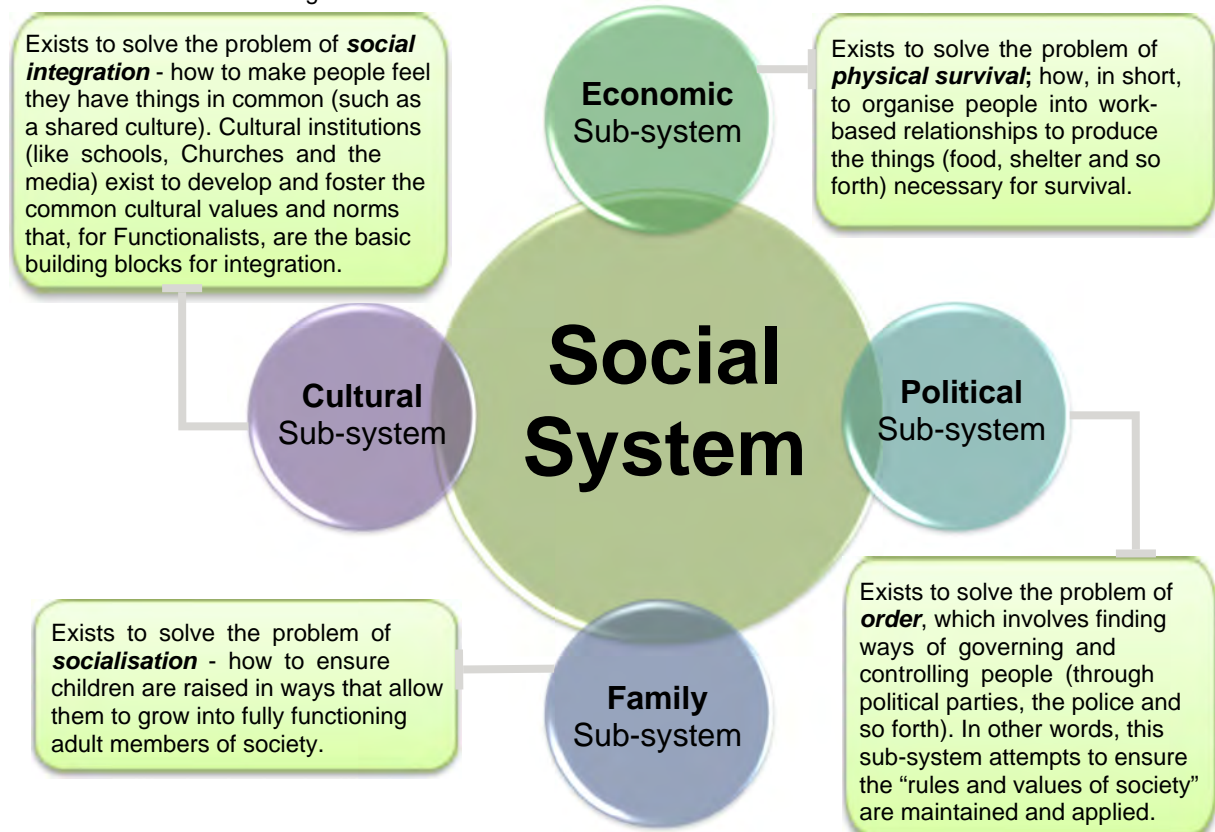 Exists to solve the problem of social
integration - how to make people feel
they have things in common (such as
a shared culture). Cultural institutions
(like schools, Churches and the
media) exist to develop and foster the
common cultural values and norms
that, for Functionalists, are the basic
building blocks for integration.
Economic
Sub-system
Exists to solve the problem of
physical survival; how, in short,
to organise people into work-
based relationships to produce
the things (food, shelter and so
forth) necessary for survival.
Cultural
Sub-system
Social
System
Political
Sub-system
Exists to solve the problem of
socialisation - how to ensure
children are raised in ways that allow
them to grow into fully functioning
adult members of society.
Family
Sub-system
Exists to solve the problem of
order, which involves finding
ways of governing and
controlling people (through
political parties, the police and
so forth). In other words, this
sub-system attempts to ensure
the “rules and values of society”
are maintained and applied.